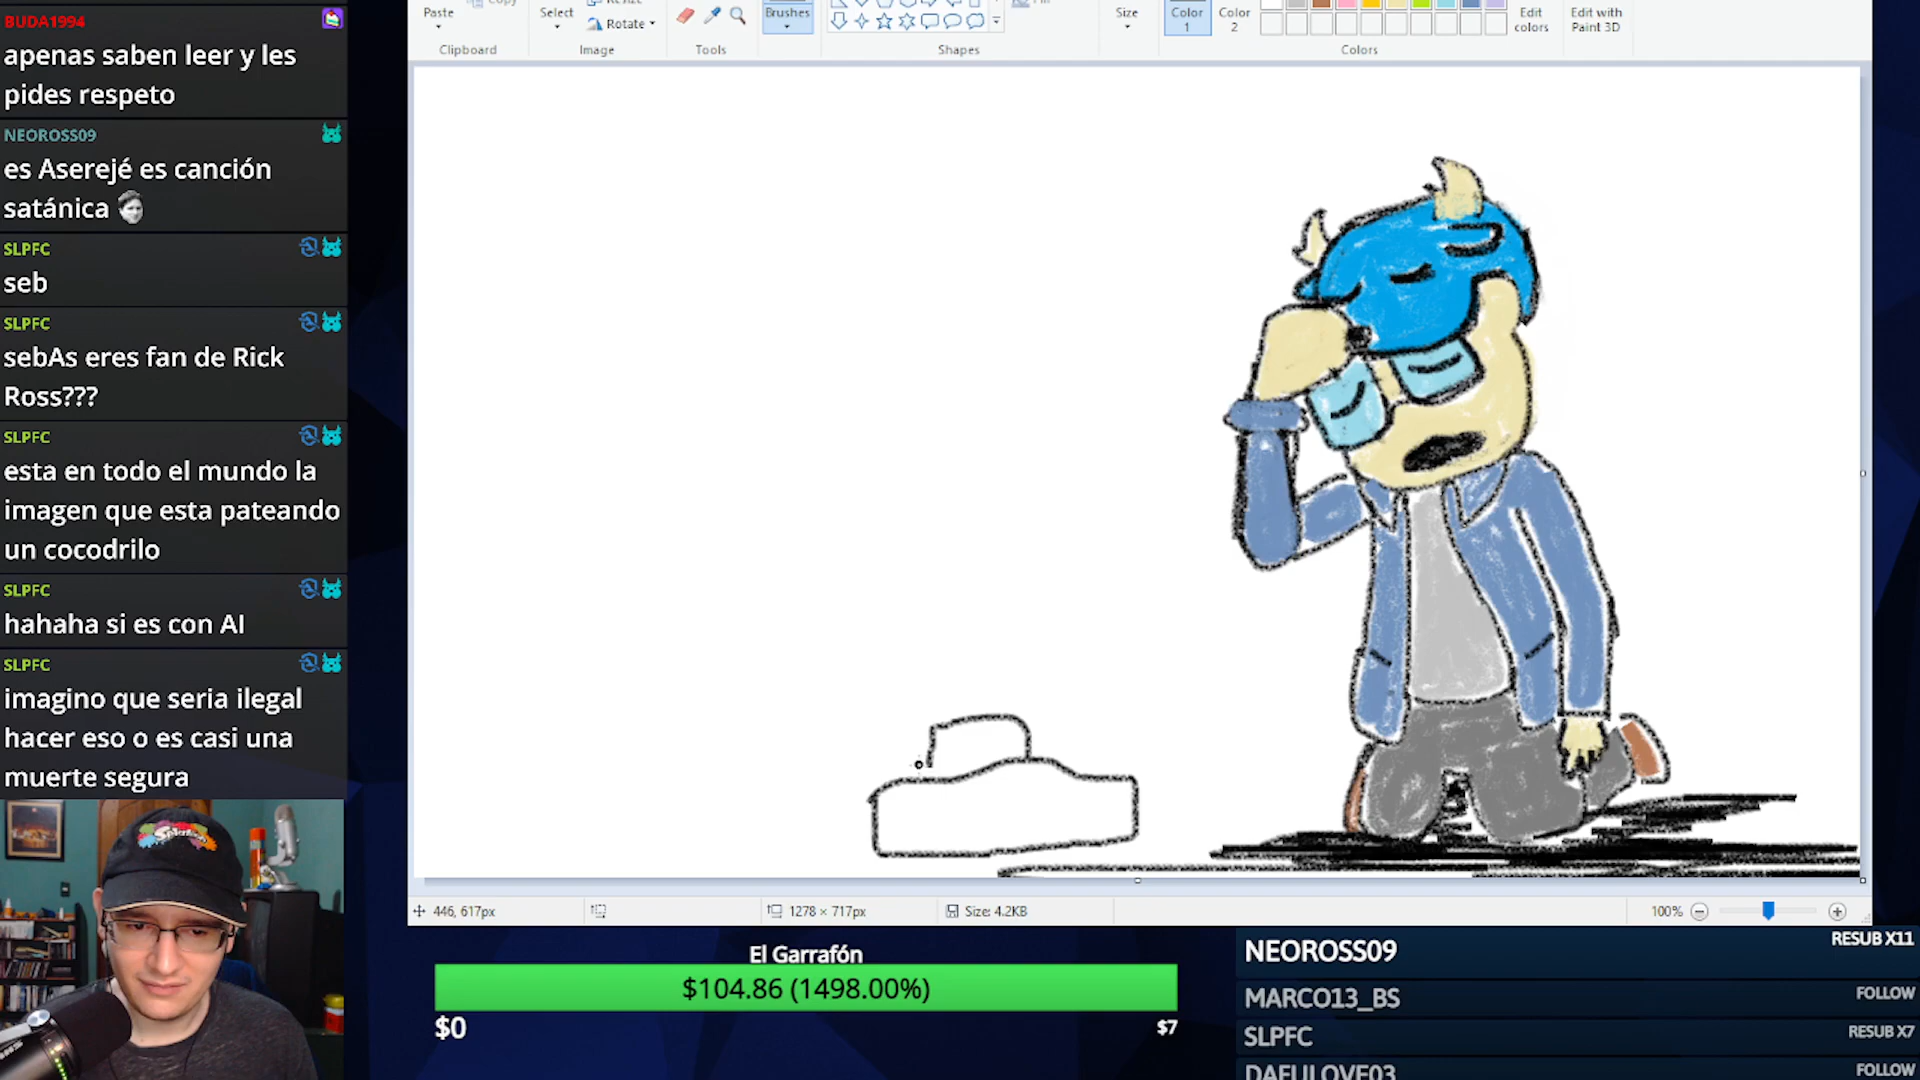 BUDA1994
apenas saben leer y les
pides respeto
NEOROSS09
es Aserejé es canción
satánica
SLPFC
seb
SLPFC
sebAs eres fan de Rick
Ross???
SLPFC
esta en todo el mundo la
imagen que esta pateando
un cocodrilo
SLPFC
hahaha si es con AI
SLPFC
imagino que seria ilegal
hacer eso o es casi una
muerte segura
Paste
Copy
Clipboard
Select
Resize
Rotate
Image
Tools
Brushes
Shapes
Fill
Size
Color
1
Color
2
Colors
Edit
colors
Edit with
Paint 3D
446, 617px
1278 × 717px
Size: 4.2KB
100%
El Garrafón
$104.86 (1498.00%)
$0
$7
NEOROSS09
RESUB X11
MARCO13_BS
FOLLOW
SLPFC
RESUB X7
DAFULOVE03
FOLLOW